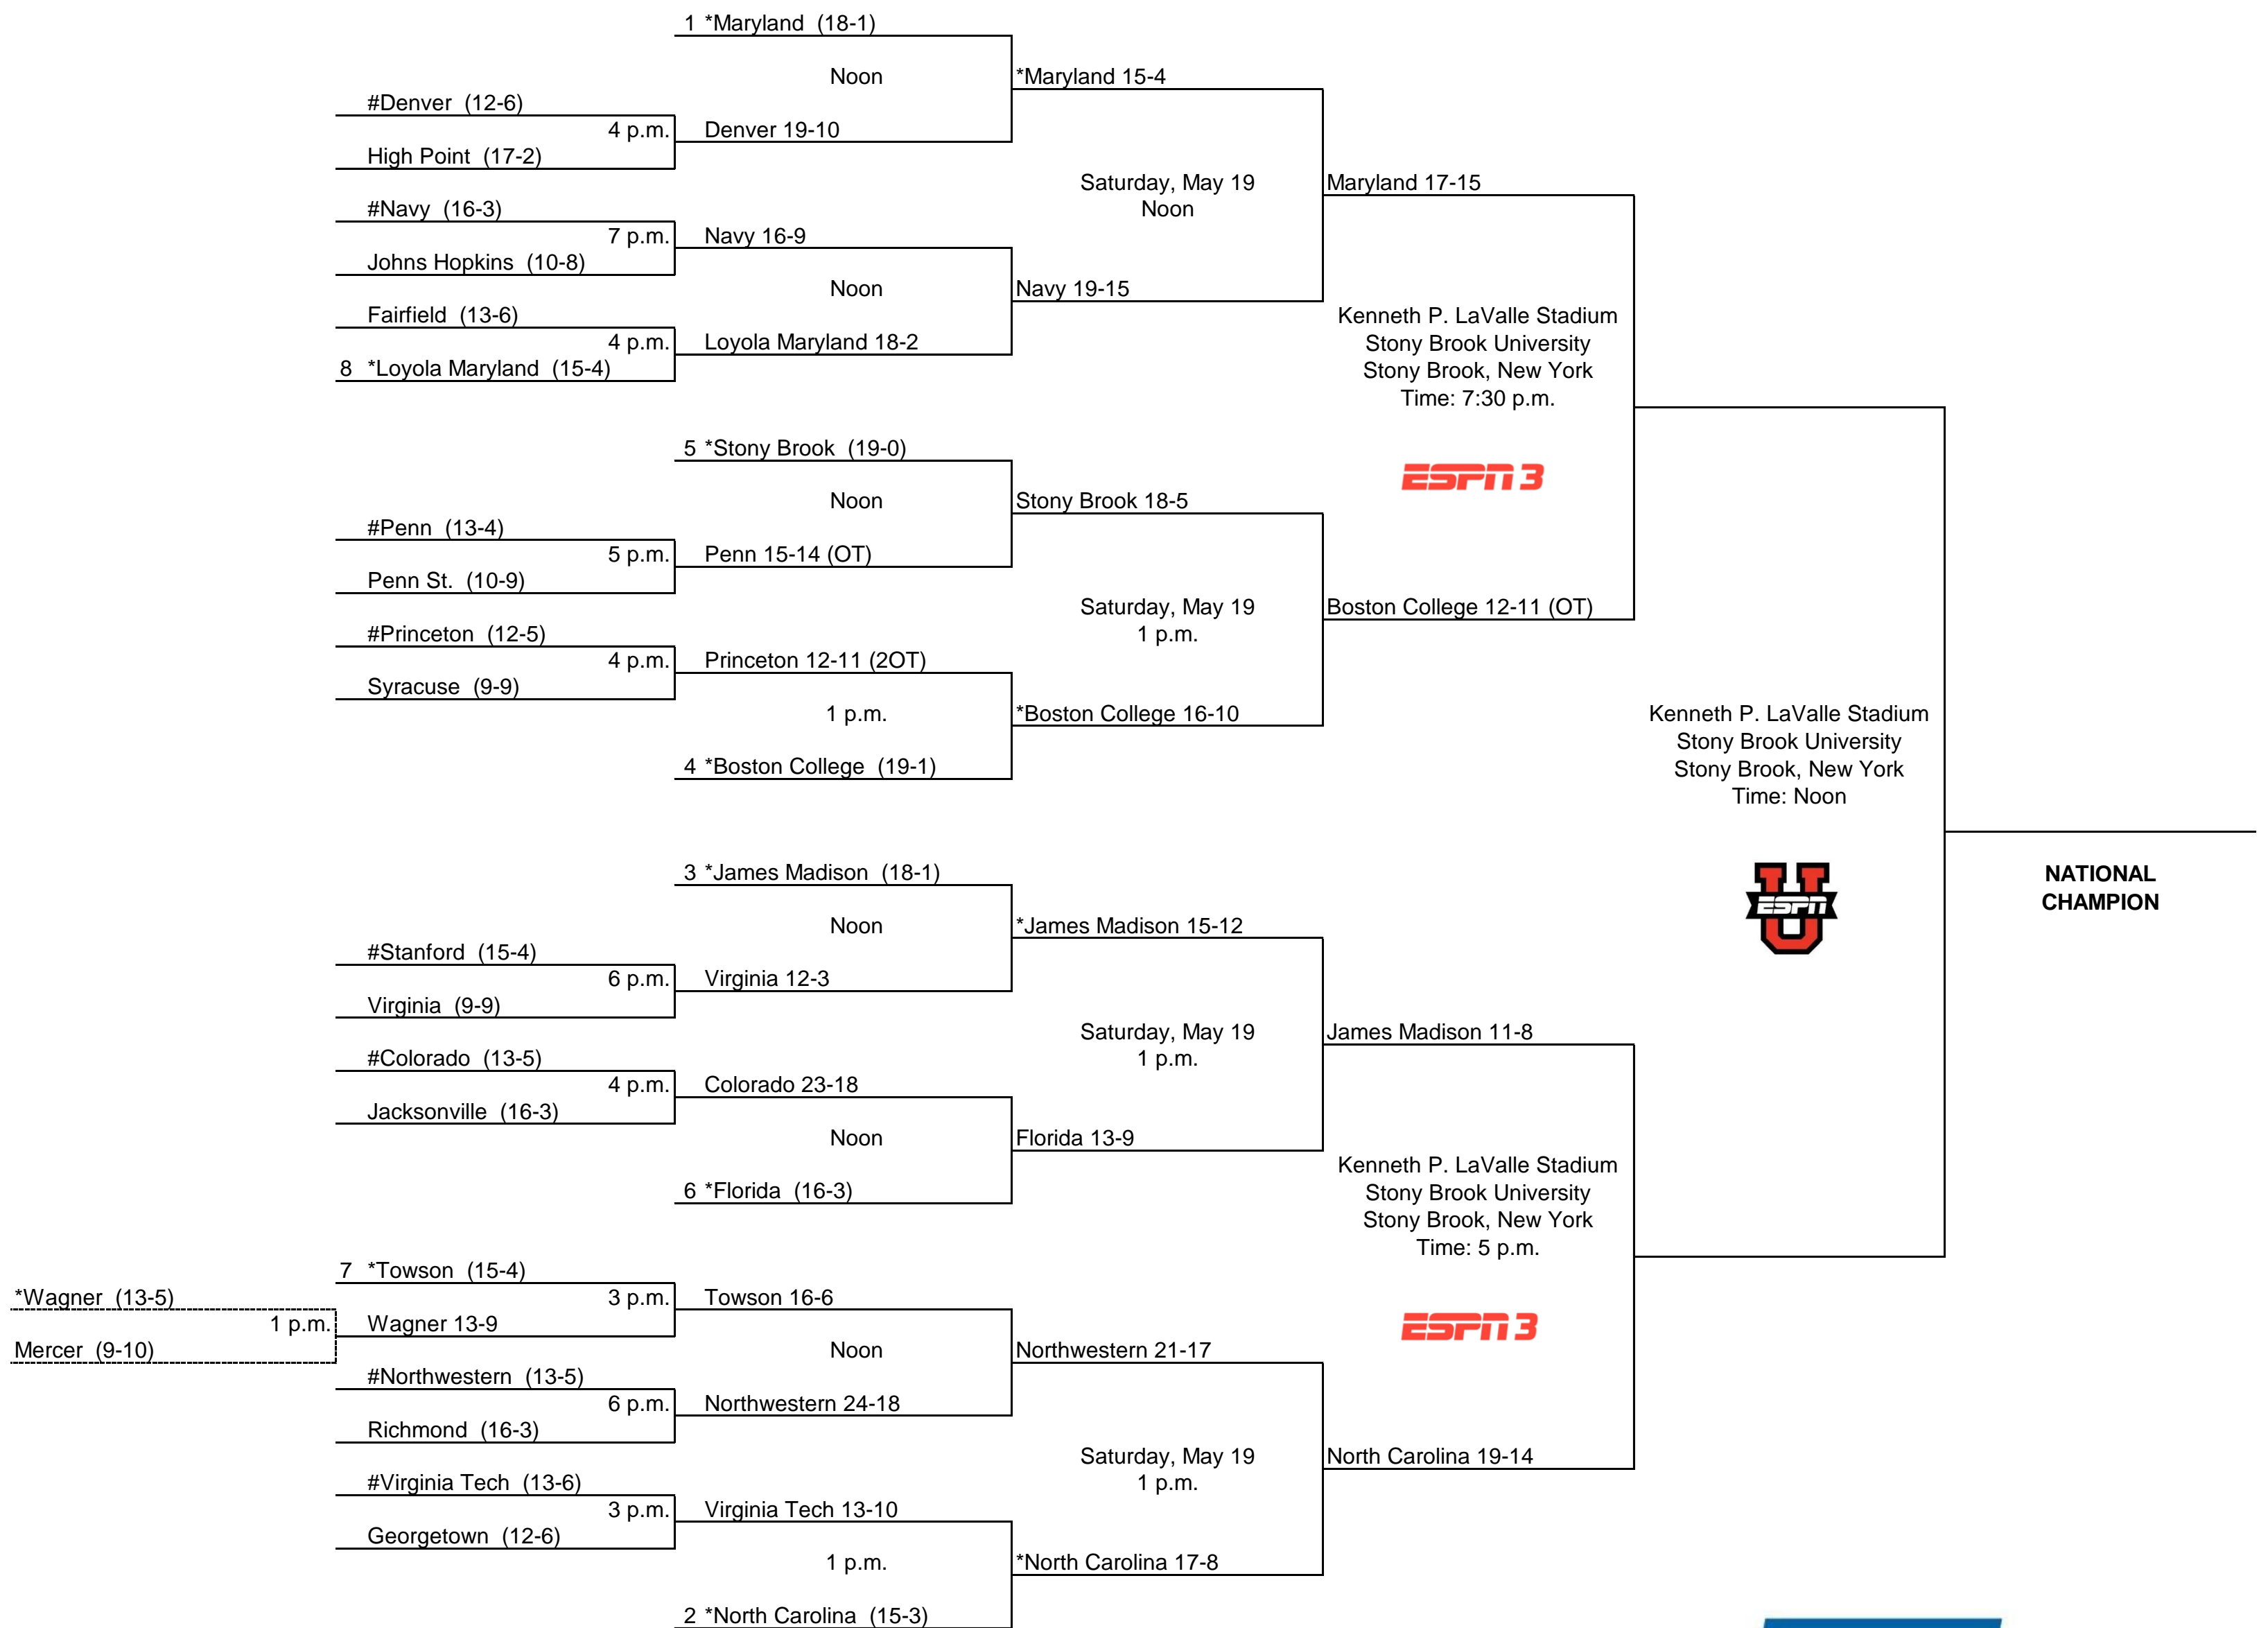 1 *Maryland (18-1)
Noon
*Maryland 15-4
#Denver (12-6)
4 p.m.
Denver 19-10
High Point (17-2)
Saturday, May 19
Noon
Maryland 17-15
#Navy (16-3)
7 p.m.
Navy 16-9
Johns Hopkins (10-8)
Noon
Navy 19-15
Fairfield (13-6)
4 p.m.
Loyola Maryland 18-2
8 *Loyola Maryland (15-4)
Kenneth P. LaValle Stadium
Stony Brook University
Stony Brook, New York
Time: 7:30 p.m.
ESPN 3
5 *Stony Brook (19-0)
Noon
Stony Brook 18-5
#Penn (13-4)
5 p.m.
Penn 15-14 (OT)
Penn St. (10-9)
Saturday, May 19
1 p.m.
Boston College 12-11 (OT)
#Princeton (12-5)
4 p.m.
Princeton 12-11 (2OT)
Syracuse (9-9)
1 p.m.
*Boston College 16-10
4 *Boston College (19-1)
Kenneth P. LaValle Stadium
Stony Brook University
Stony Brook, New York
Time: Noon
U
ESPN
NATIONAL
CHAMPION
3 *James Madison (18-1)
Noon
*James Madison 15-12
#Stanford (15-4)
6 p.m.
Virginia 12-3
Virginia (9-9)
Saturday, May 19
1 p.m.
James Madison 11-8
#Colorado (13-5)
4 p.m.
Colorado 23-18
Jacksonville (16-3)
Noon
Florida 13-9
6 *Florida (16-3)
Kenneth P. LaValle Stadium
Stony Brook University
Stony Brook, New York
Time: 5 p.m.
ESPN 3
7 *Towson (15-4)
*Wagner (13-5)
3 p.m.
Towson 16-6
1 p.m.
Wagner 13-9
Mercer (9-10)
Noon
Northwestern 21-17
#Northwestern (13-5)
6 p.m.
Northwestern 24-18
Richmond (16-3)
Saturday, May 19
1 p.m.
North Carolina 19-14
#Virginia Tech (13-6)
3 p.m.
Virginia Tech 13-10
Georgetown (12-6)
1 p.m.
*North Carolina 17-8
2 *North Carolina (15-3)